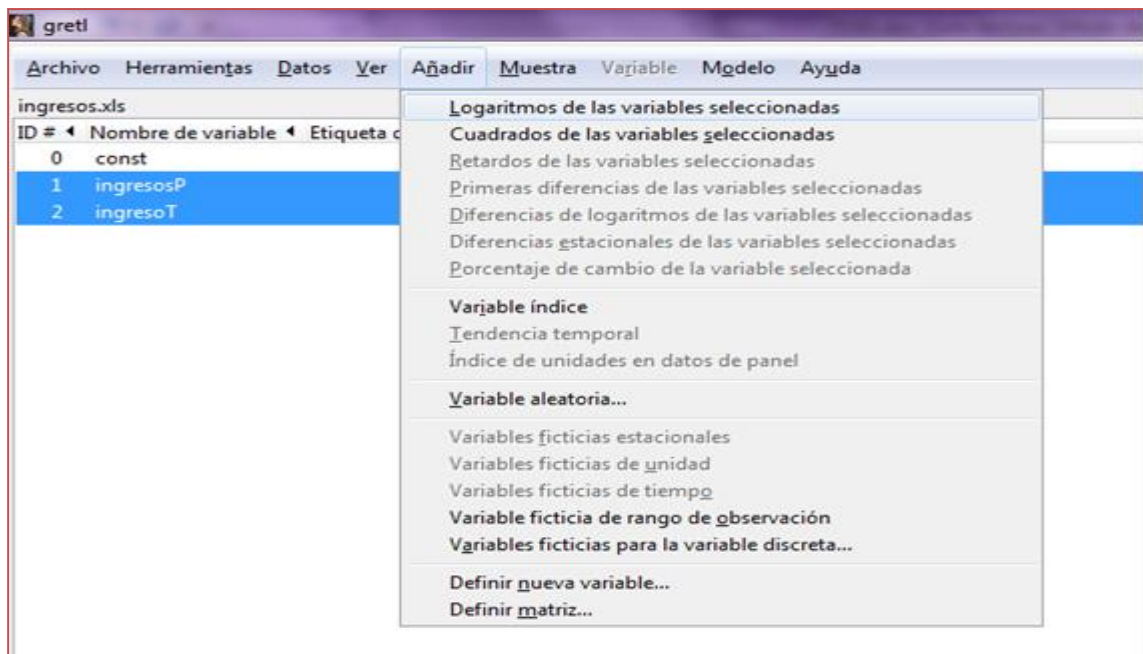 gretl
Archivo Herramientas Datos Ver Añadir Muestra Variable Modelo Ayuda
ingresos.xls
ID # Nombre de variable Etiqueta
0 const
1 ingresosP
2 ingresoT
Logaritmos de las variables seleccionadas
Cuadrados de las variables seleccionadas
Retardos de las variables seleccionadas
Primeras diferencias de las variables seleccionadas
Diferencias de logaritmos de las variables seleccionadas
Diferencias estacionales de las variables seleccionadas
Porcentaje de cambio de la variable seleccionada
Variable índice
Tendencia temporal
Índice de unidades en datos de panel
Variable aleatoria...
Variables ficticias estacionales
Variables ficticias de unidad
Variables ficticias de tiempo
Variable ficticia de rango de observación
Variables ficticias para la variable discreta...
Definir nueva variable...
Definir matriz...